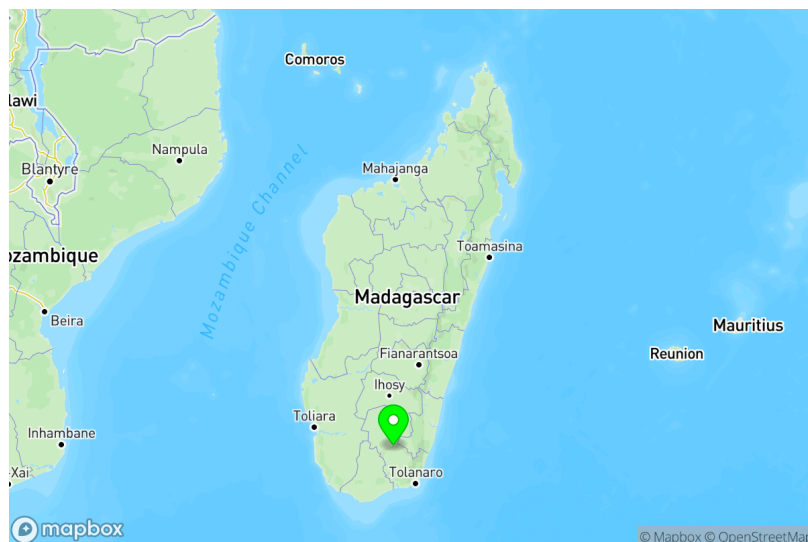 Comoros
lawi
Nampula
Blantyre
Mahajanga
Mozambique Channel
Toamasina
ozambique
Madagascar
Beira
Mauritius
Reunion
Fianarantsoa
Ihosy
Toliara
Inhambane
-Xai
Tolanaro
mapbox
© Mapbox © OpenStreetMap